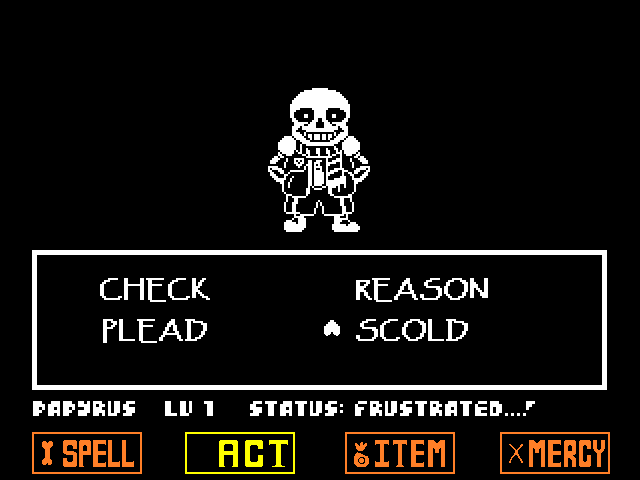 CHECK REASON
PLEAD SCOLD
PAPYRUS LV 1 STATUS: FRUSTRATED....!
SPELL ACT ITEM MERCY